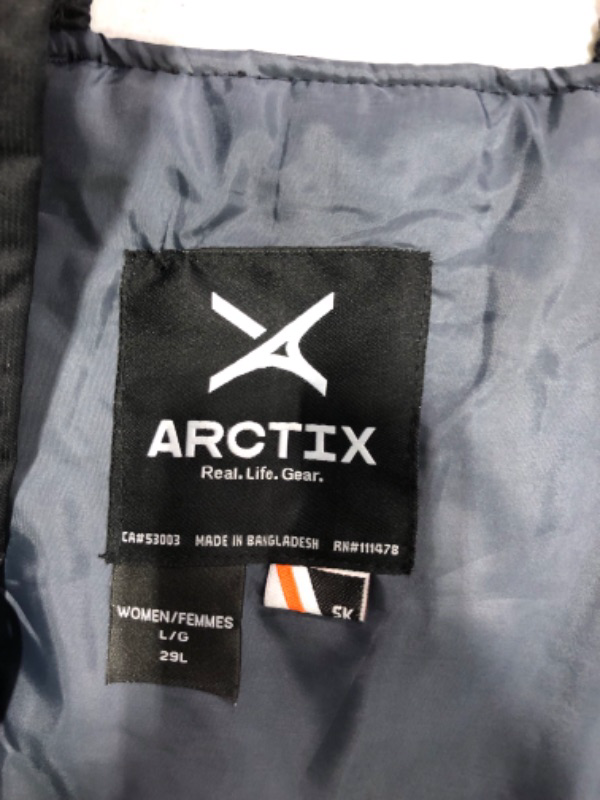 ARCTIX
Real. Life. Gear.
CA#53003 MADE IN BANGLADESH RN#111478
WOMEN/FEMMES
L/G
29L
5K